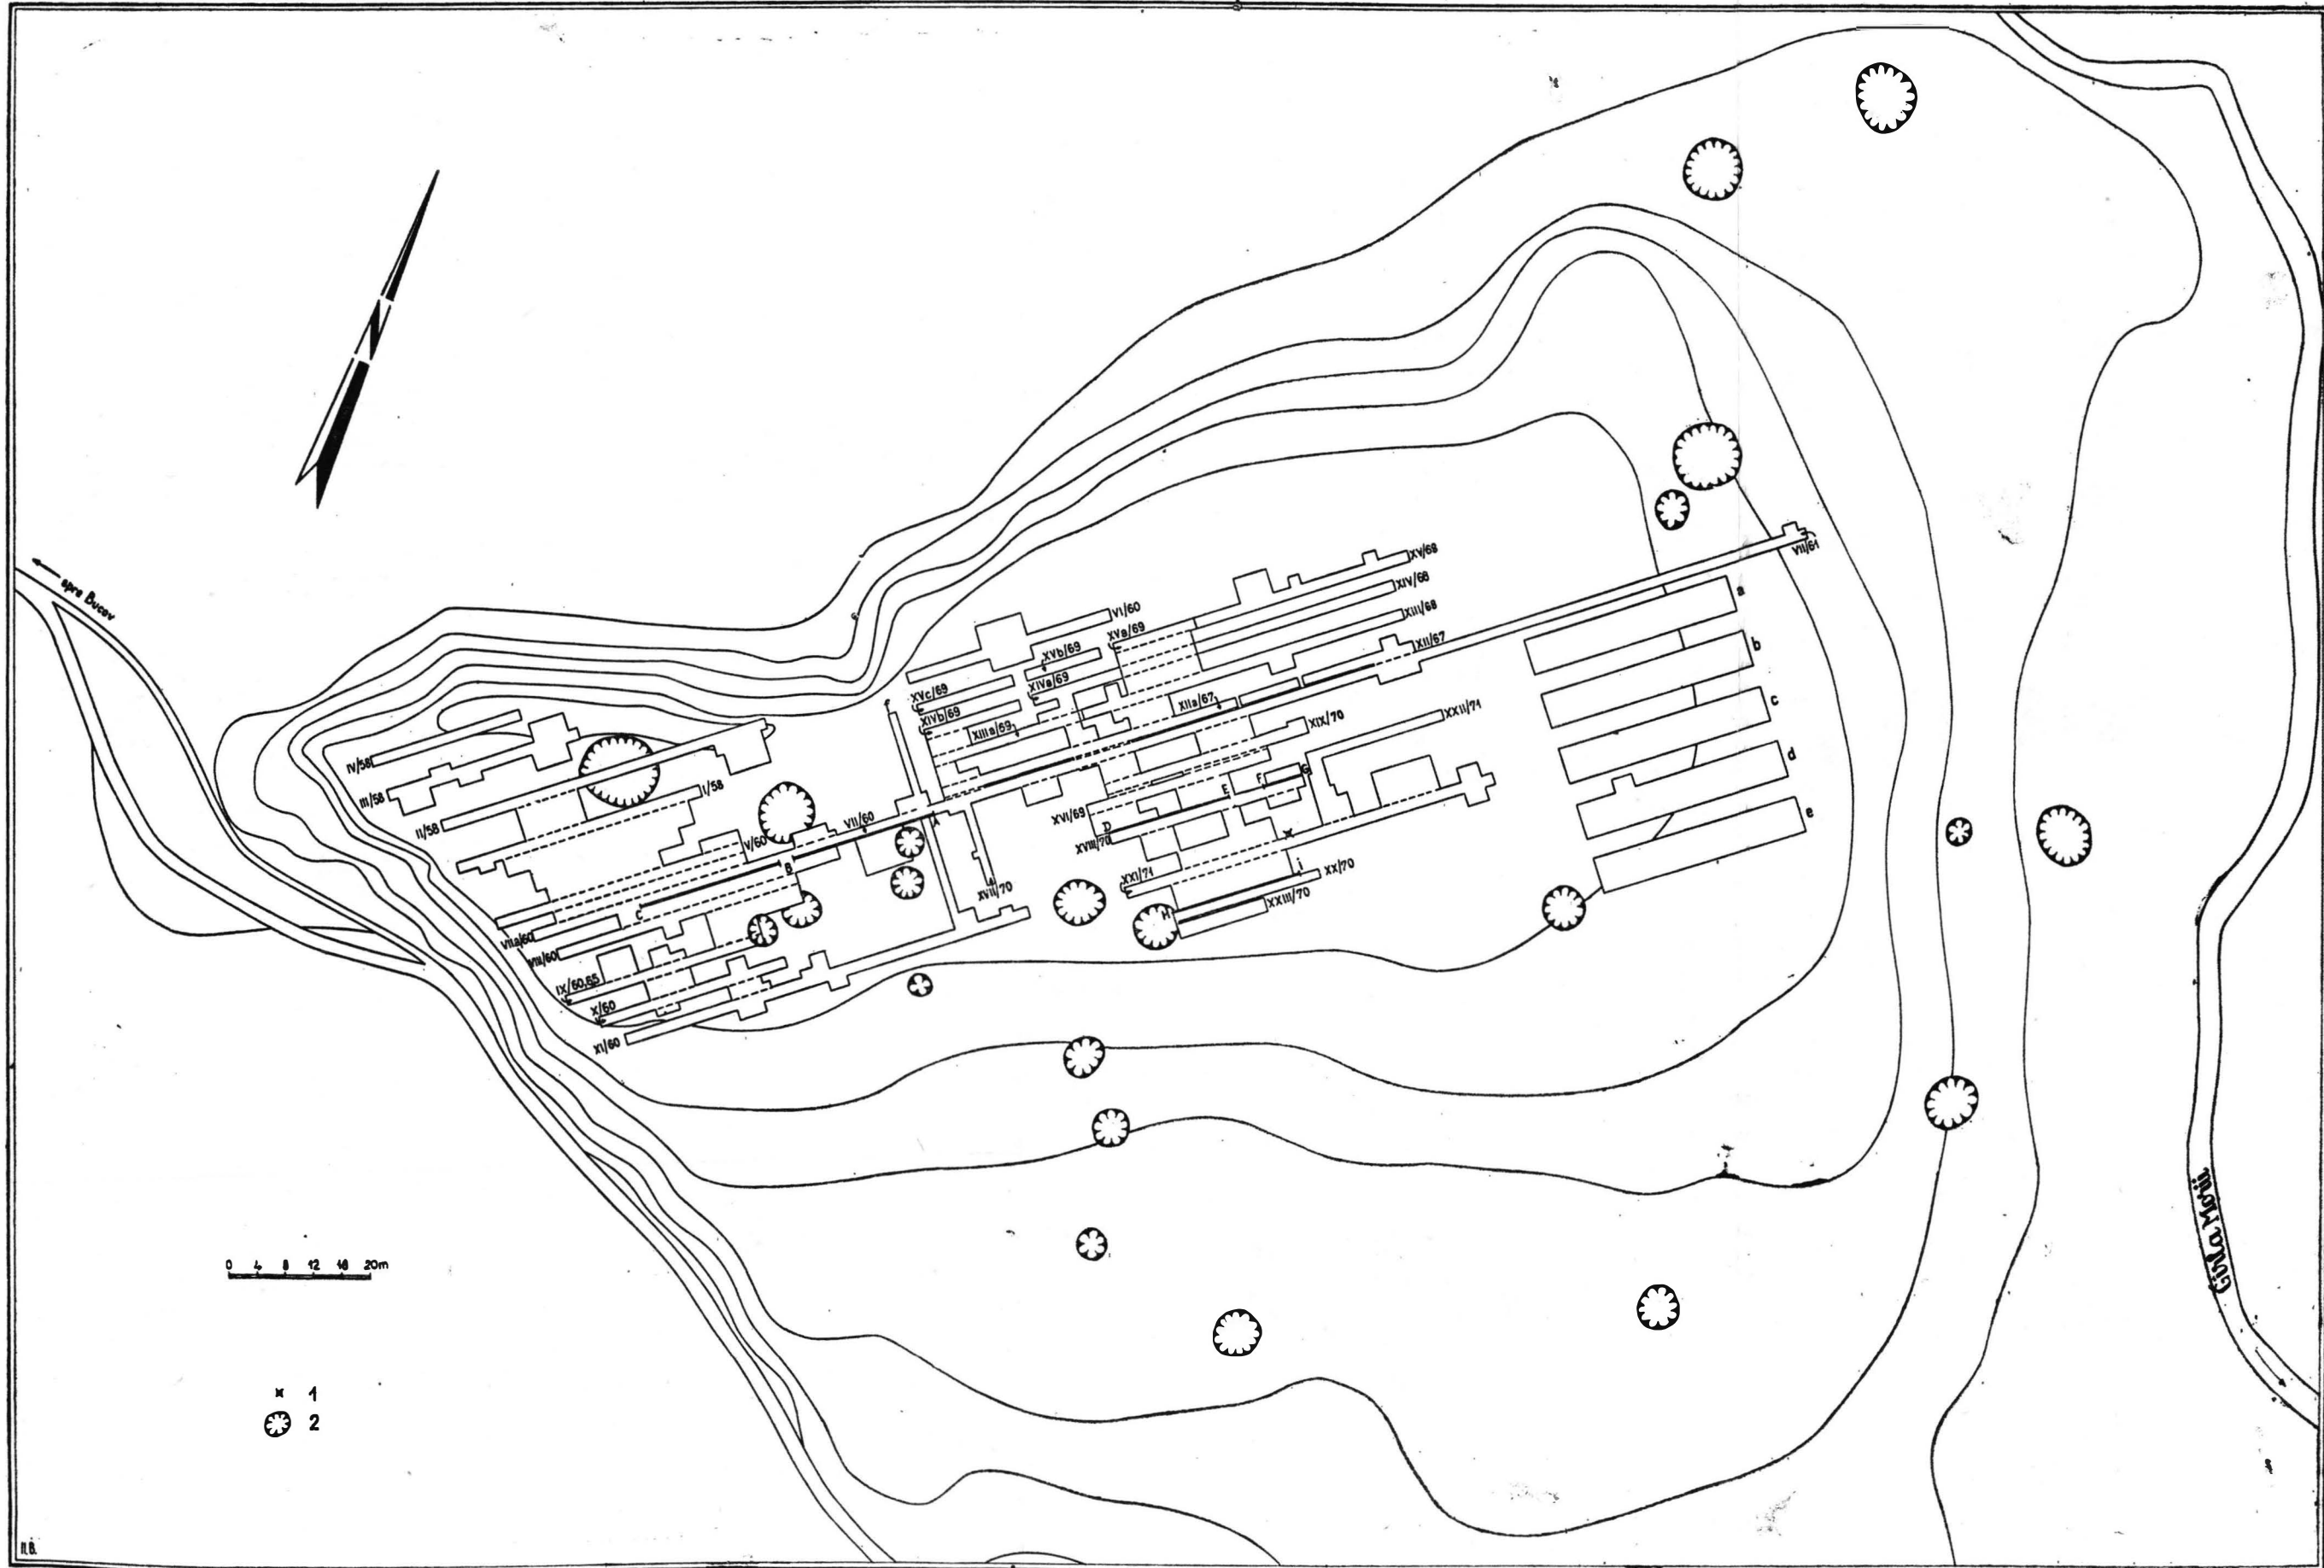 N
XV/68
XIV/68
XIII/68
XII/67
VII/61
VI/60
XVa/69
XVb/69
XIVa/69
XVc/69
XIVb/69
XIIIa/69
XIIa/67
spre Bucov
f
a
b
c
d
e
IV/58
III/58
II/58
I/58
V/60
VII/60
A
B
C
XIX/70
XXII/71
XVI/69
D
E
F
G
XVIII/70
XVII/70
XXI/71
XX/70
XXIII/70
H
i
VIIa/60
VIII/60
IX/60,65
X/60
XI/60
Gîrla Morii
0 4 8 12 16 20m
1
2